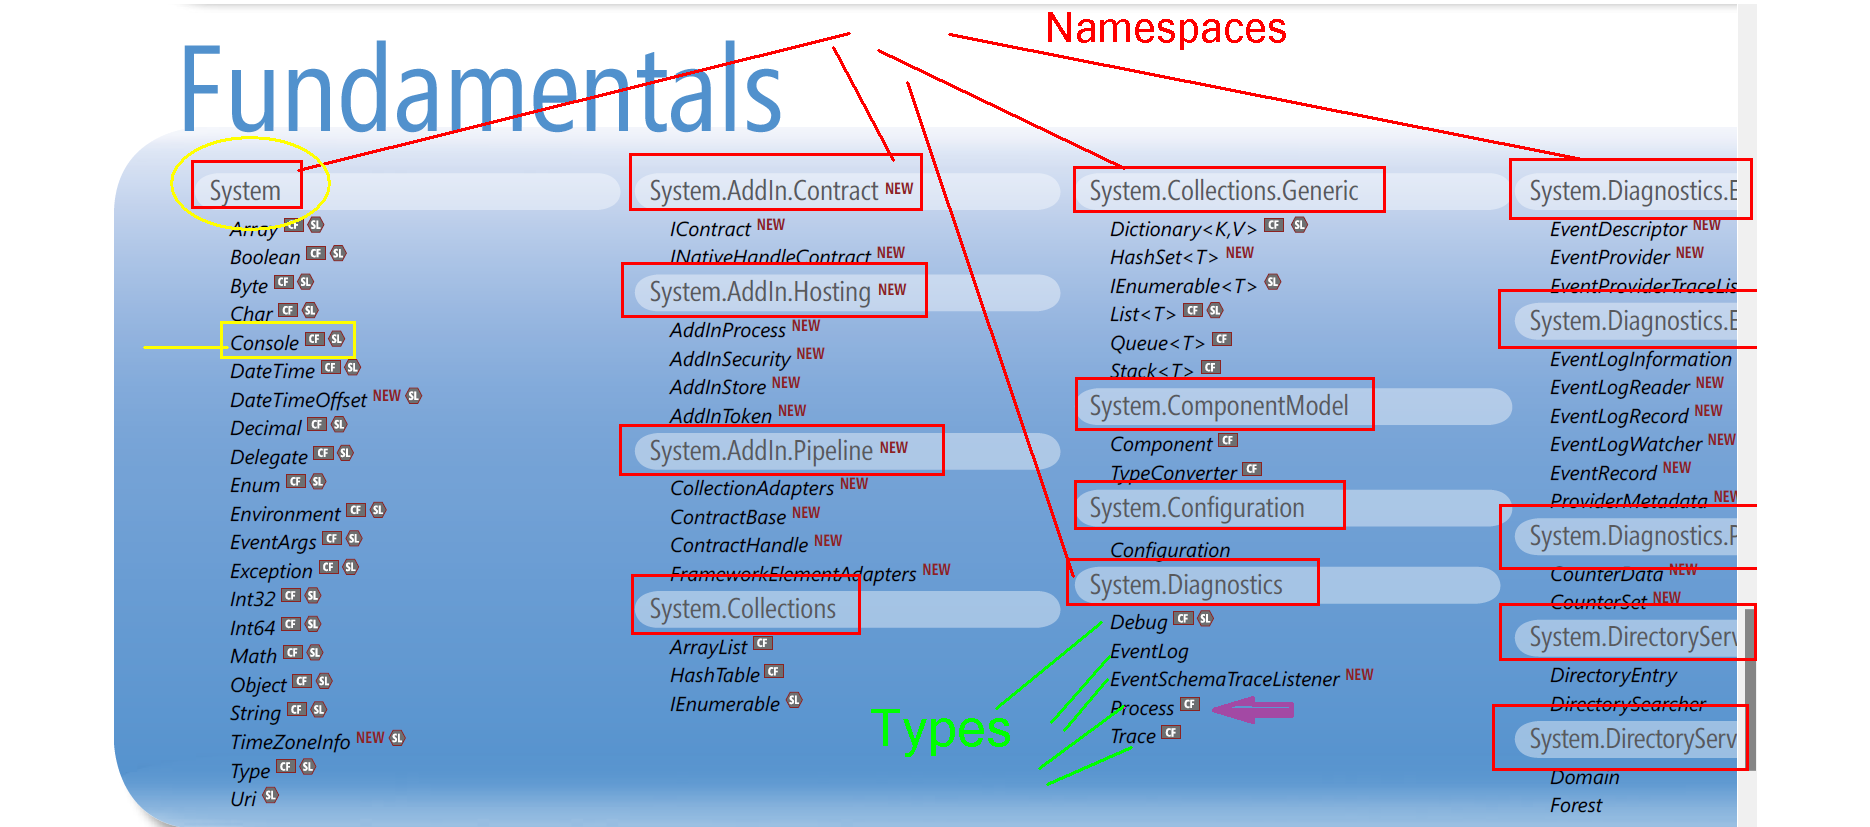 Namespaces
Fundamentals
System
Array CF SL
Boolean CF SL
Byte CF SL
Char CF SL
Console CF SL
DateTime CF SL
DateTimeOffset NEW SL
Decimal CF SL
Delegate CF SL
Enum CF SL
Environment CF SL
EventArgs CF SL
Exception CF SL
Int32 CF SL
Int64 CF SL
Math CF SL
Object CF SL
String CF SL
TimeZoneInfo NEW SL
Type CF SL
Uri SL
System.AddIn.Contract NEW
IContract NEW
INativeHandleContract NEW
System.AddIn.Hosting NEW
AddInProcess NEW
AddInSecurity NEW
AddInStore NEW
AddInToken NEW
System.AddIn.Pipeline NEW
CollectionAdapters NEW
ContractBase NEW
ContractHandle NEW
FrameworkElementAdapters NEW
System.Collections
ArrayList CF
HashTable CF
IEnumerable SL
System.Collections.Generic
Dictionary<K,V> CF SL
HashSet<T> NEW
IEnumerable<T> SL
List<T> CF SL
Queue<T> CF
Stack<T> CF
System.ComponentModel
Component CF
TypeConverter CF
System.Configuration
Configuration
System.Diagnostics
Debug CF SL
EventLog
EventSchemaTraceListener NEW
Process CF
Trace CF
Types
System.Diagnostics.E
EventDescriptor NEW
EventProvider NEW
EventProviderTraceLis
System.Diagnostics.E
EventLogInformation
EventLogReader NEW
EventLogRecord NEW
EventLogWatcher NEW
EventRecord NEW
ProviderMetadata NEW
System.Diagnostics.P
CounterData NEW
CounterSet NEW
System.DirectoryServ
DirectoryEntry
DirectorySearcher
System.DirectoryServ
Domain
Forest